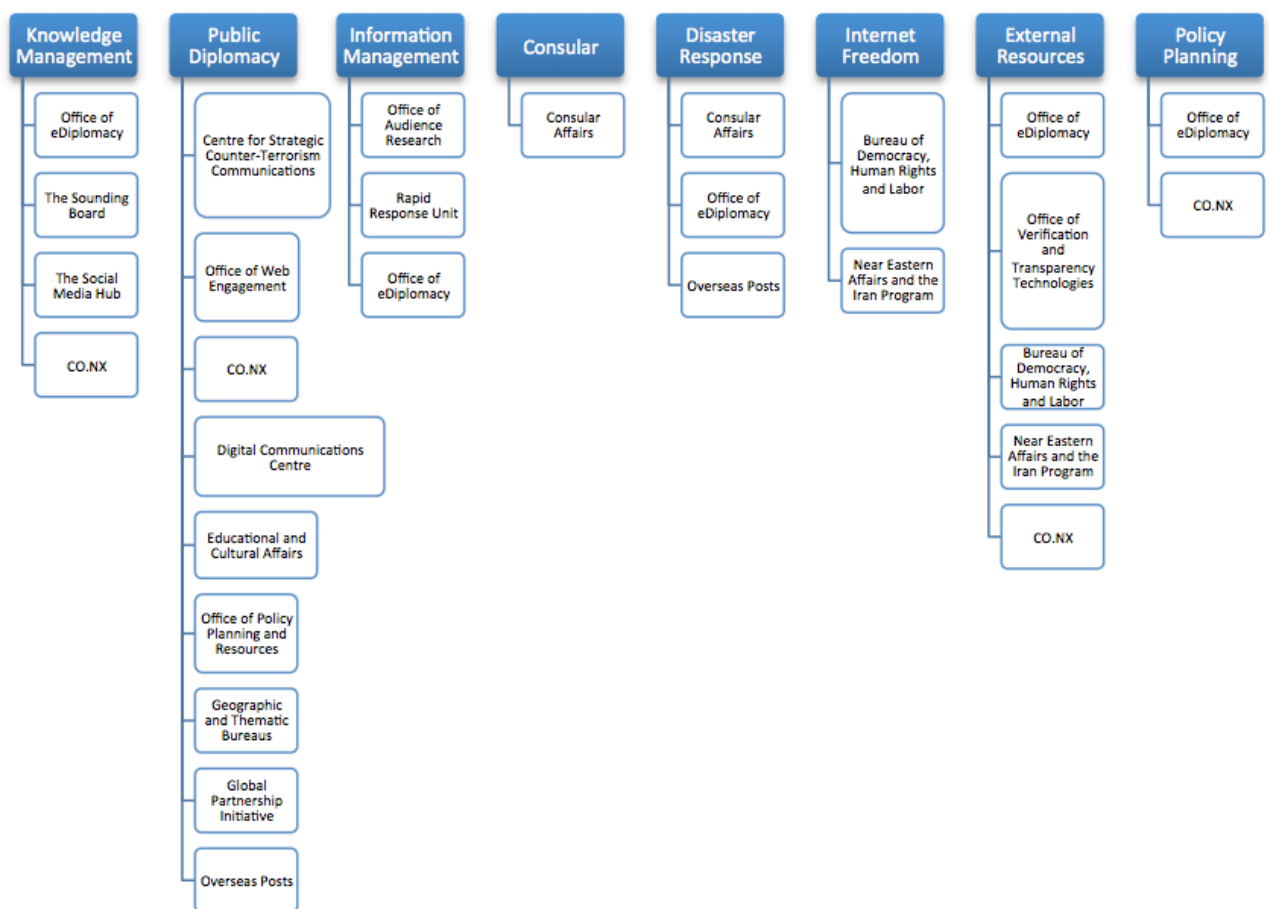 Knowledge
Management
Office of
eDiplomacy
The Sounding
Board
The Social
Media Hub
CO.NX
Public
Diplomacy
Centre for Strategic
Counter-Terrorism
Communications
Office of Web
Engagement
CO.NX
Digital Communications
Centre
Educational and
Cultural Affairs
Office of Policy
Planning and
Resources
Geographic
and Thematic
Bureaus
Global
Partnership
Initiative
Overseas Posts
Information
Management
Office of
Audience
Research
Rapid
Response Unit
Office of
eDiplomacy
Consular
Consular
Affairs
Disaster
Response
Consular
Affairs
Office of
eDiplomacy
Overseas Posts
Internet
Freedom
Bureau of
Democracy,
Human Rights
and Labor
Near Eastern
Affairs and the
Iran Program
External
Resources
Office of
eDiplomacy
Office of
Verification
and
Transparency
Technologies
Bureau of
Democracy,
Human Rights
and Labor
Near Eastern
Affairs and the
Iran Program
CO.NX
Policy
Planning
Office of
eDiplomacy
CO.NX